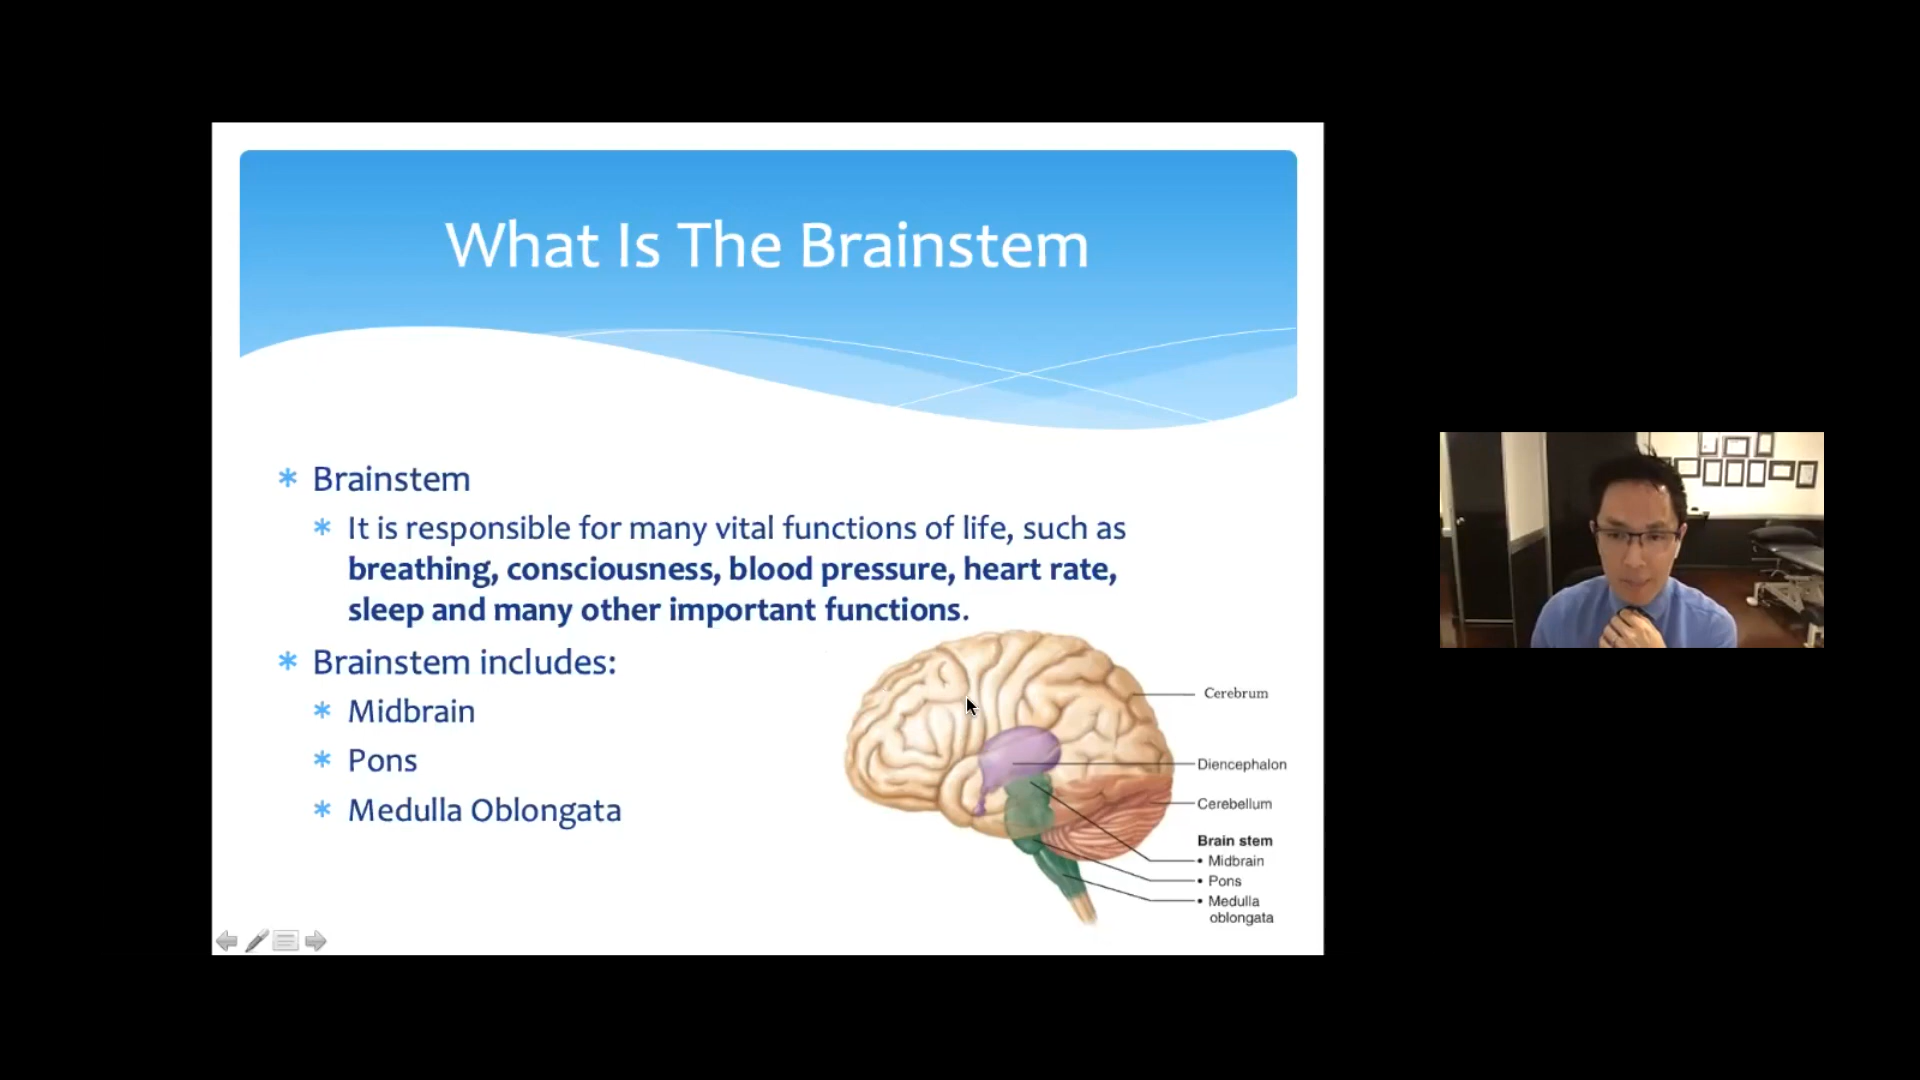 What Is The Brainstem
* Brainstem
* It is responsible for many vital functions of life, such as
breathing, consciousness, blood pressure, heart rate,
sleep and many other important functions.
* Brainstem includes:
* Midbrain
* Pons
* Medulla Oblongata
Cerebrum
Diencephalon
Cerebellum
Brain stem
• Midbrain
• Pons
• Medulla
oblongata